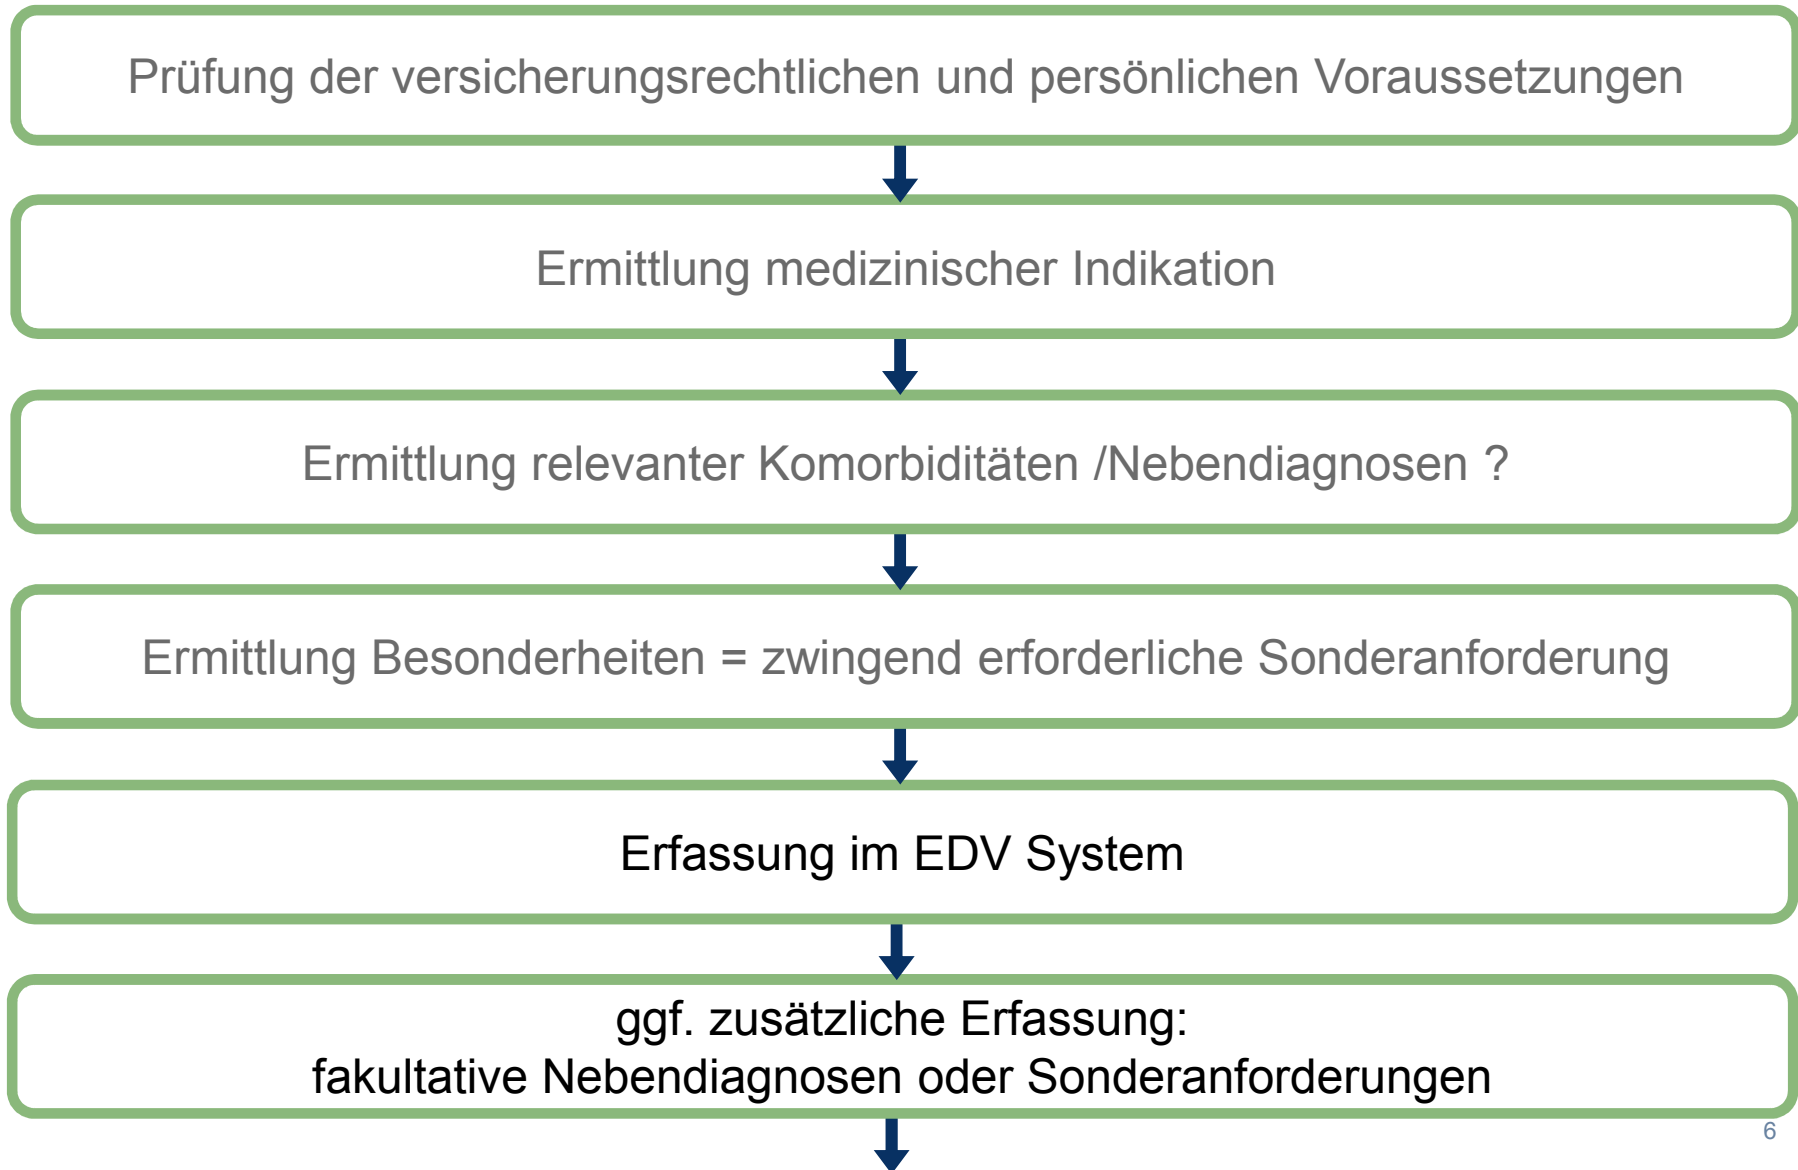 Prüfung der versicherungsrechtlichen und persönlichen Voraussetzungen
Ermittlung medizinischer Indikation
Ermittlung relevanter Komorbiditäten /Nebendiagnosen ?
Ermittlung Besonderheiten = zwingend erforderliche Sonderanforderung
Erfassung im EDV System
ggf. zusätzliche Erfassung:
fakultative Nebendiagnosen oder Sonderanforderungen
6